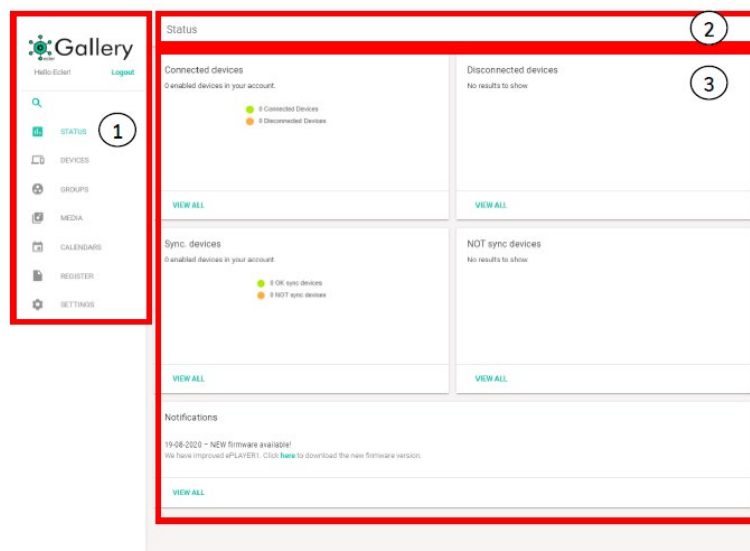 Gallery
ecler
Hello Ecler! Logout
STATUS
1
DEVICES
GROUPS
MEDIA
CALENDARS
REGISTER
SETTINGS
Status
2
3
Connected devices
0 enabled devices in your account.
0 Connected Devices
0 Disconnected Devices
VIEW ALL
Disconnected devices
No results to show
VIEW ALL
Sync. devices
0 enabled devices in your account.
0 OK sync devices
0 NOT sync devices
VIEW ALL
NOT sync devices
No results to show
VIEW ALL
Notifications
19-08-2020 – NEW firmware available!
We have improved ePLAYER1. Click here to download the new firmware version.
VIEW ALL